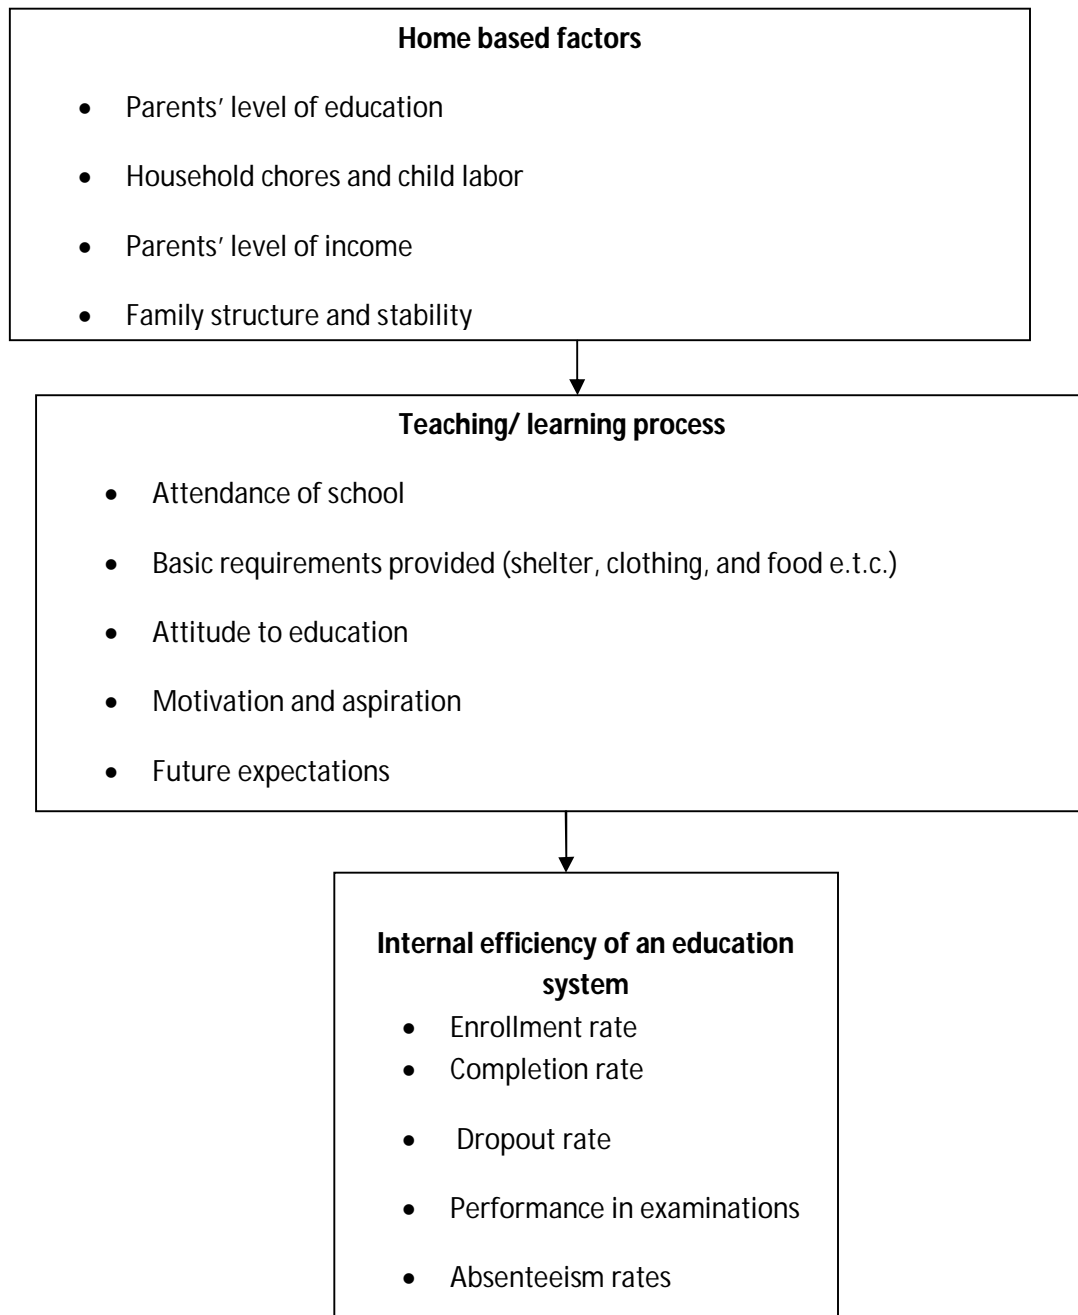 Home based factors
• Parents’ level of education
• Household chores and child labor
• Parents’ level of income
• Family structure and stability
Teaching/ learning process
• Attendance of school
• Basic requirements provided (shelter, clothing, and food e.t.c.)
• Attitude to education
• Motivation and aspiration
• Future expectations
Internal efficiency of an education
system
• Enrollment rate
• Completion rate
• Dropout rate
• Performance in examinations
• Absenteeism rates